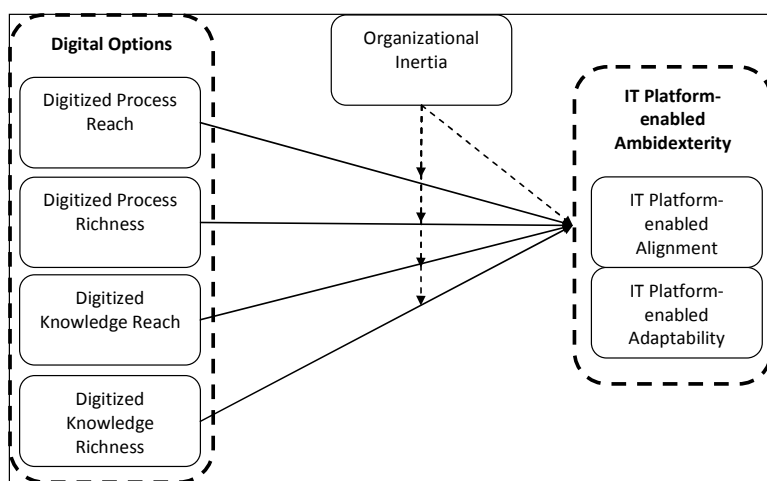 Digital Options
Digitized Process
Reach
Digitized Process
Richness
Digitized
Knowledge Reach
Digitized
Knowledge
Richness
Organizational
Inertia
IT Platform-
enabled
Ambidexterity
IT Platform-
enabled
Alignment
IT Platform-
enabled
Adaptability